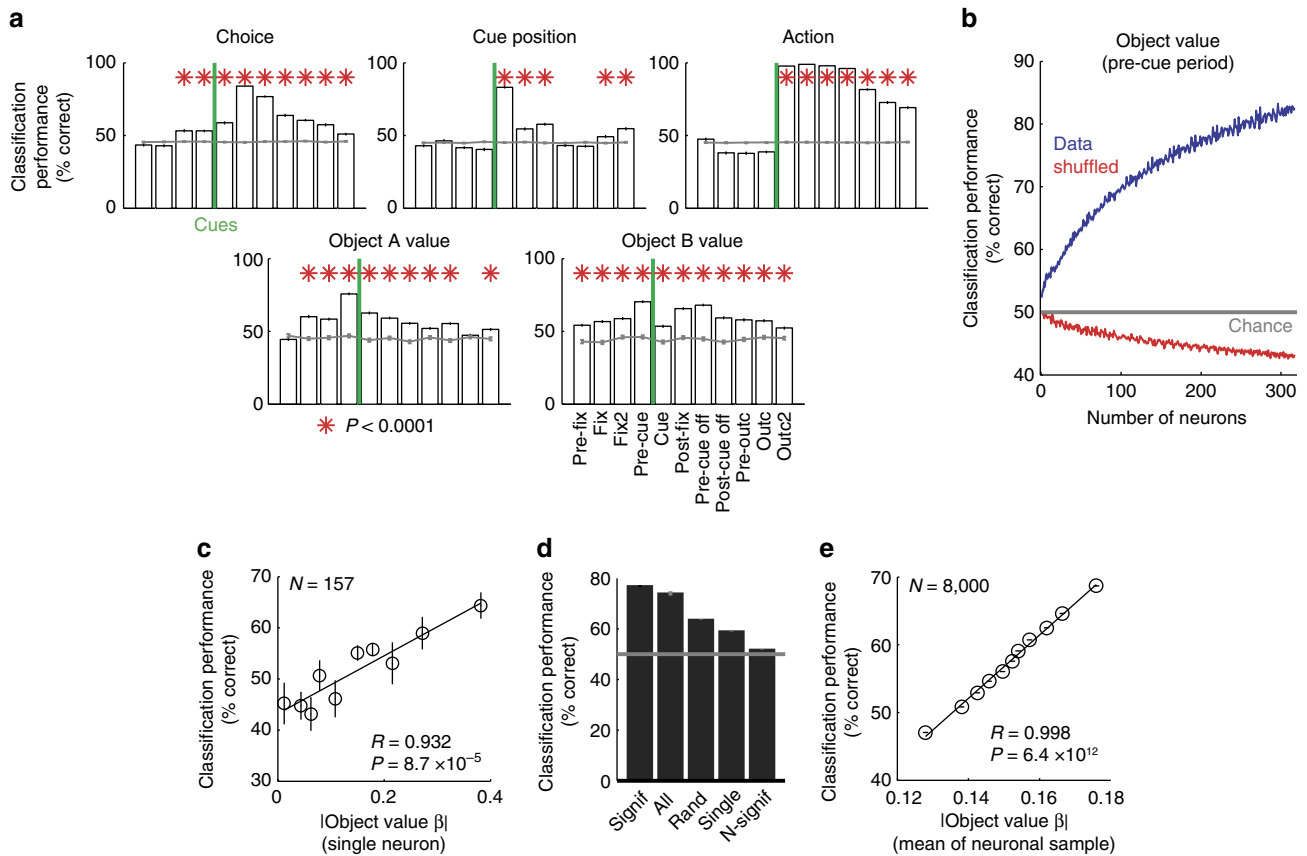 a
Choice
Cue position
Action
Classification
performance
(% correct)
100
50
0
100
50
0
100
50
0
Cues
Object A value
Object B value
100
50
0
100
50
0
P < 0.0001
Pre-fix
Fix
Fix2
Pre-cue
Cue
Post-fix
Pre-cue off
Post-cue off
Pre-outc
Outc
Outc2
b
Object value
(pre-cue period)
Classification performance
(% correct)
90
80
70
60
50
40
Data
shuffled
Chance
0
100
200
300
Number of neurons
c
Classification performance
(% correct)
70
60
50
40
30
N = 157
R = 0.932
P = 8.7 ×10−5
0
0.2
0.4
|Object value β|
(single neuron)
d
Classification performance
(% correct)
80
60
40
20
0
Signif
All
Rand
Single
N-signif
e
Classification performance
(% correct)
70
60
50
40
N = 8,000
R = 0.998
P = 6.4 ×1012
0.12
0.14
0.16
0.18
|Object value β|
(mean of neuronal sample)